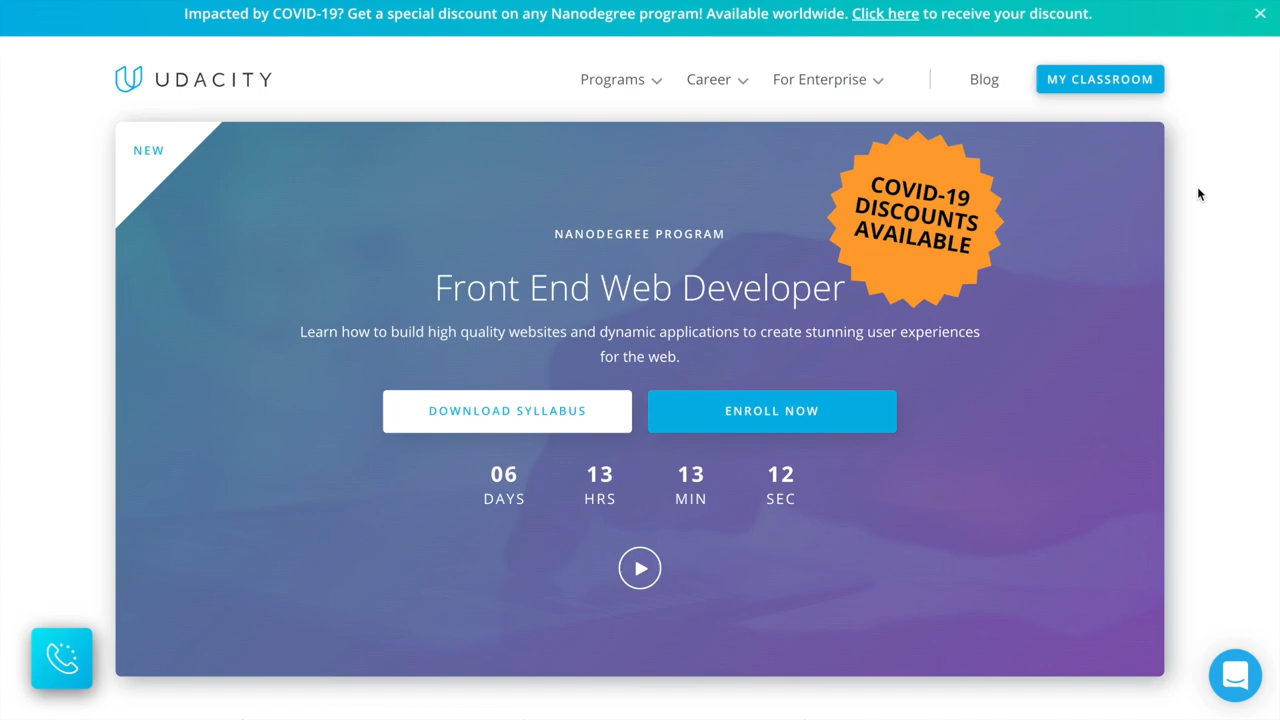 Impacted by COVID-19? Get a special discount on any Nanodegree program! Available worldwide. Click here to receive your discount.
UDACITY
Programs
Career
For Enterprise
Blog
MY CLASSROOM
NEW
COVID-19
DISCOUNTS
AVAILABLE
NANODEGREE PROGRAM
Front End Web Developer
Learn how to build high quality websites and dynamic applications to create stunning user experiences
for the web.
DOWNLOAD SYLLABUS
ENROLL NOW
06 13 13 12
DAYS HRS MIN SEC